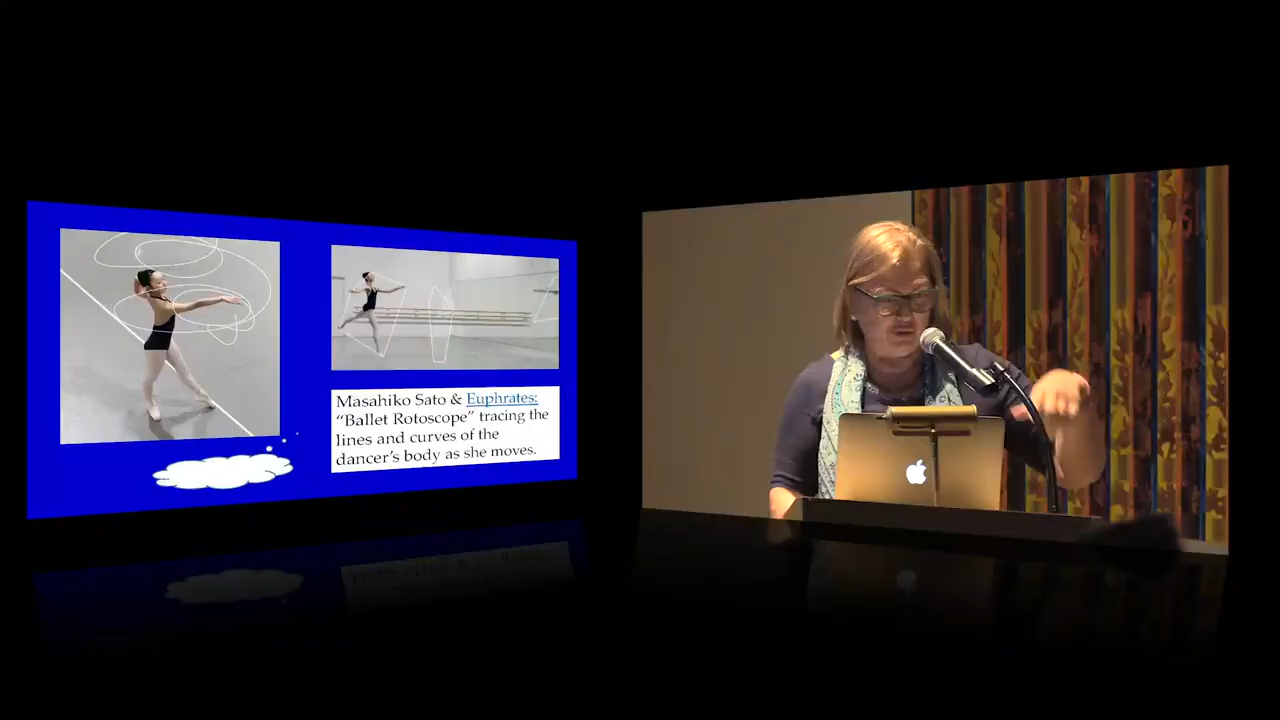 Masahiko Sato & Euphrates:
“Ballet Rotoscope” tracing the
lines and curves of the
dancer’s body as she moves.